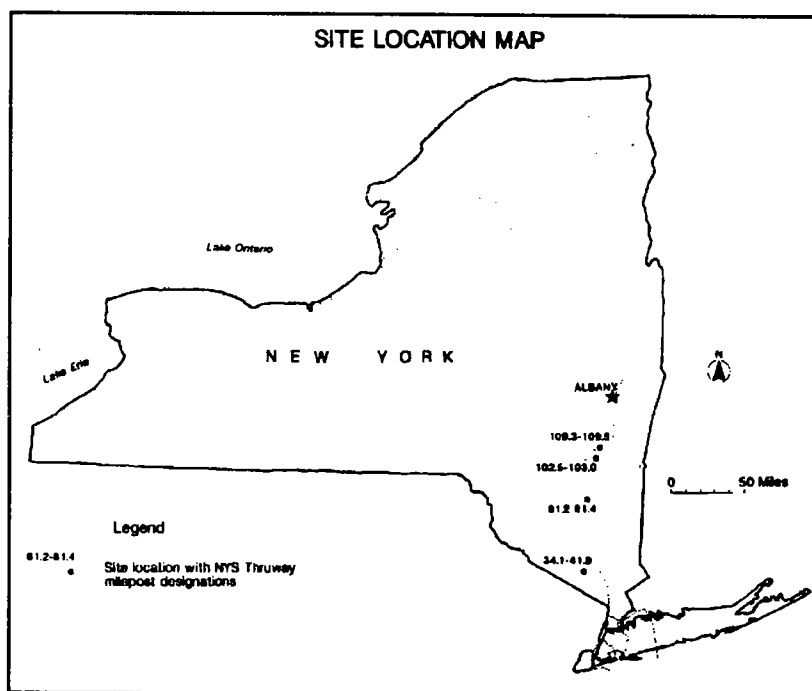 SITE LOCATION MAP
Lake Ontario
Lake Erie
NEW YORK
N
ALBANY
109.3-109.5
102.5-103.0
0 50 Miles
81.2-81.4
34.1-41.9
Legend
81.2-81.4
Site location with NYS Thruway
milepost designations